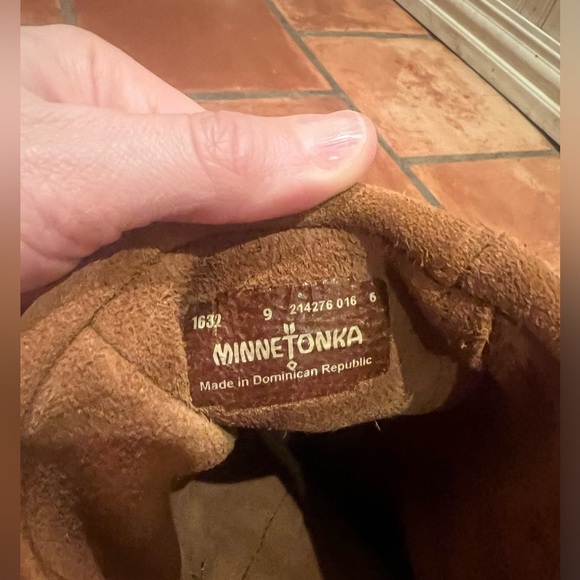 1632 9 214276 016 6
MINNETONKA
Made in Dominican Republic